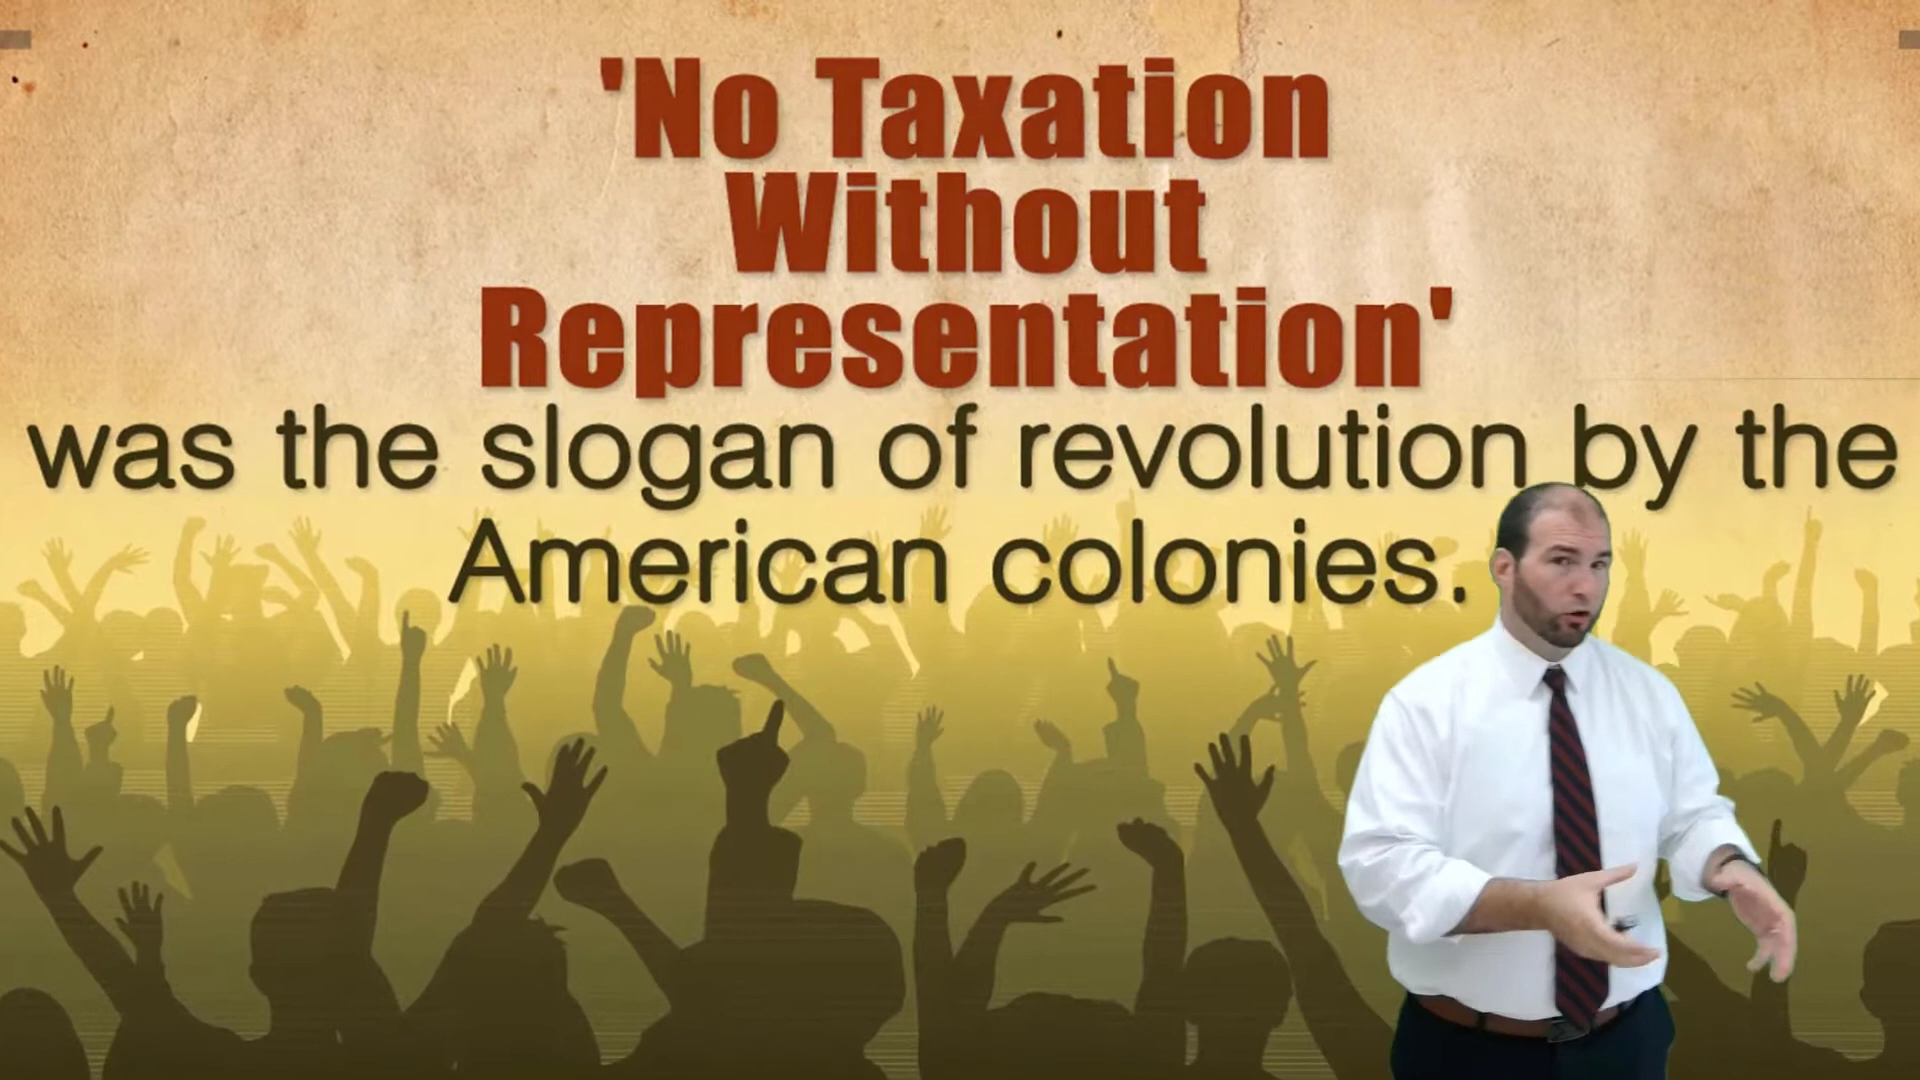 'No Taxation
Without
Representation'
was the slogan of revolution by the
American colonies.